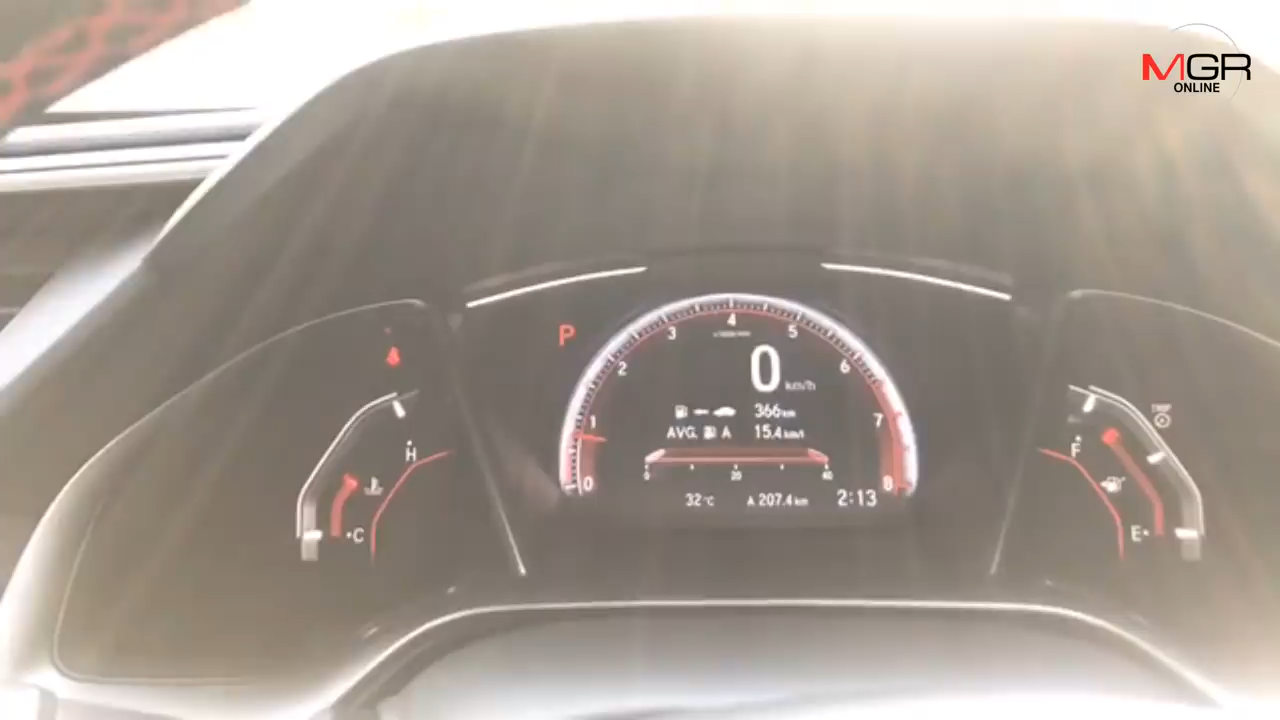 MGR
ONLINE
P
0 1 2 3 4 5 6 7 8
0 km/h
366km
AVG. A 15.4km/l
0 20 40
32°C A 207.4km 2:13
H
C
F
E